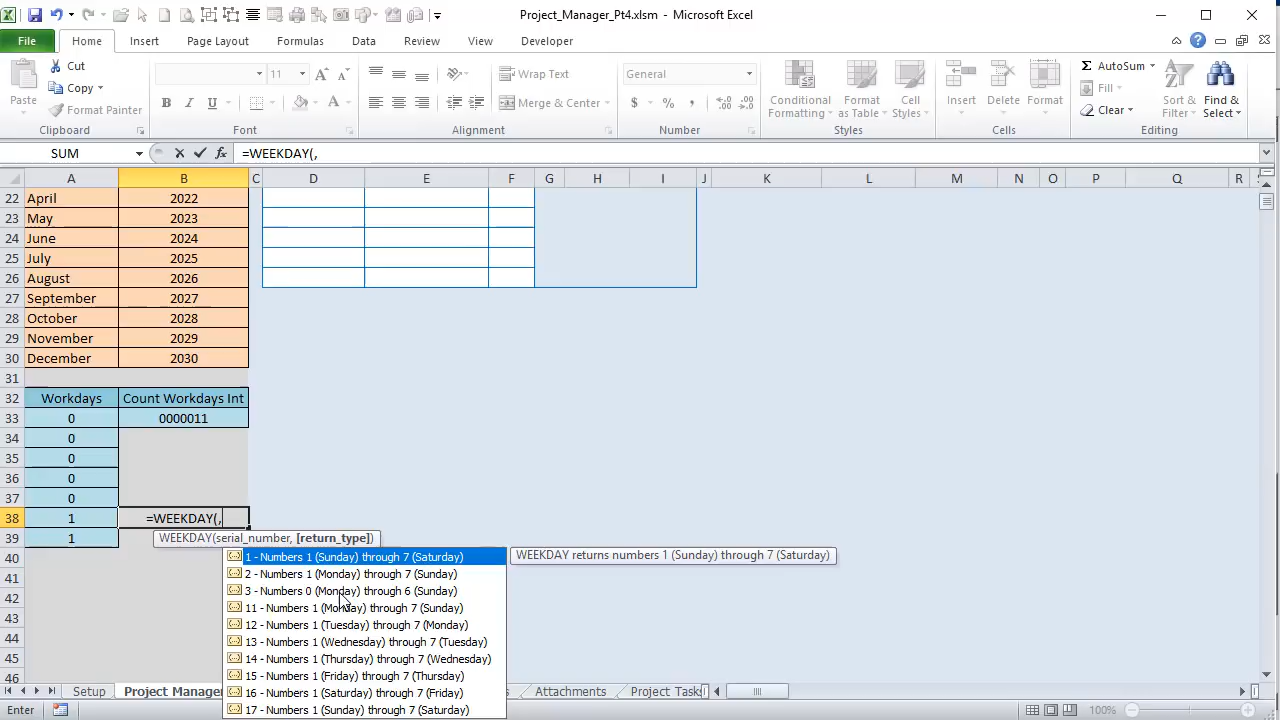 Project_Manager_Pt4.xlsm - Microsoft Excel
File Home Insert Page Layout Formulas Data Review View Developer
Paste Cut Copy Format Painter Clipboard
11 A A B I U A Font
Wrap Text Merge & Center Alignment
General $ % , .00 Number
Conditional Formatting Format as Table Cell Styles Styles
Insert Delete Format Cells
AutoSum Fill Clear Sort & Filter Find & Select Editing
SUM fx =WEEKDAY(,
A B C D E F G H I J K L M N O P Q R
22 April 2022
23 May 2023
24 June 2024
25 July 2025
26 August 2026
27 September 2027
28 October 2028
29 November 2029
30 December 2030
31
32 Workdays Count Workdays Int
33 0 0000011
34 0
35 0
36 0
37 0
38 1 =WEEKDAY(,
39 1
WEEKDAY(serial_number, [return_type])
40
41
42
43
44
45
46
1 - Numbers 1 (Sunday) through 7 (Saturday)
WEEKDAY returns numbers 1 (Sunday) through 7 (Saturday)
2 - Numbers 1 (Monday) through 7 (Sunday)
3 - Numbers 0 (Monday) through 6 (Sunday)
11 - Numbers 1 (Monday) through 7 (Sunday)
12 - Numbers 1 (Tuesday) through 7 (Monday)
13 - Numbers 1 (Wednesday) through 7 (Tuesday)
14 - Numbers 1 (Thursday) through 7 (Wednesday)
15 - Numbers 1 (Friday) through 7 (Thursday)
16 - Numbers 1 (Saturday) through 7 (Friday)
17 - Numbers 1 (Sunday) through 7 (Saturday)
Setup Project Manager Attachments Project Tasks
Enter 100%